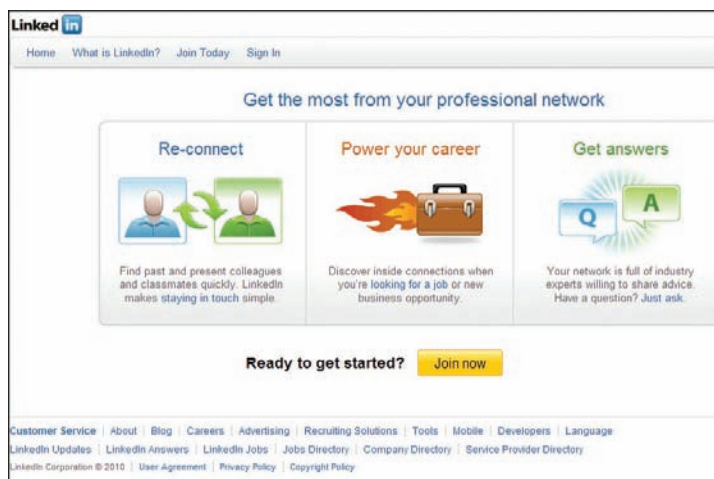 Linked in
Home What is LinkedIn? Join Today Sign In
Get the most from your professional network
Re-connect
Find past and present colleagues
and classmates quickly. LinkedIn
makes staying in touch simple.
Power your career
Discover inside connections when
you're looking for a job or new
business opportunity.
Get answers
Q A
Your network is full of industry
experts willing to share advice.
Have a question? Just ask.
Ready to get started? Join now
Customer Service | About | Blog | Careers | Advertising | Recruiting Solutions | Tools | Mobile | Developers | Language
LinkedIn Updates | LinkedIn Answers | LinkedIn Jobs | Jobs Directory | Company Directory | Service Provider Directory
LinkedIn Corporation © 2010 | User Agreement | Privacy Policy | Copyright Policy